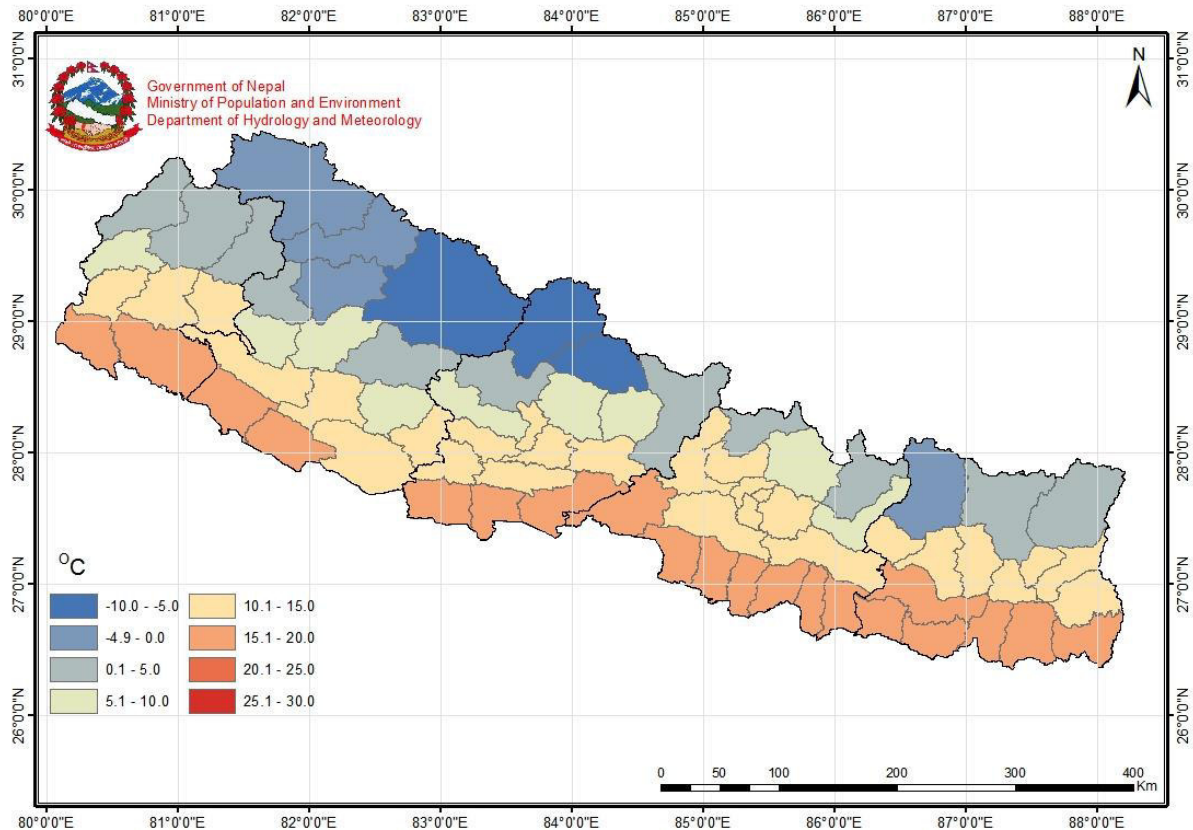 80°0'0"E 81°0'0"E 82°0'0"E 83°0'0"E 84°0'0"E 85°0'0"E 86°0'0"E 87°0'0"E 88°0'0"E
31°0'0"N 31°0'0"N
N
Government of Nepal
Ministry of Population and Environment
Department of Hydrology and Meteorology
30°0'0"N 30°0'0"N
29°0'0"N 29°0'0"N
28°0'0"N 28°0'0"N
27°0'0"N 27°0'0"N
°C
-10.0 - -5.0 10.1 - 15.0
-4.9 - 0.0 15.1 - 20.0
0.1 - 5.0 20.1 - 25.0
5.1 - 10.0 25.1 - 30.0
26°0'0"N 26°0'0"N
0 50 100 200 300 400
Km
80°0'0"E 81°0'0"E 82°0'0"E 83°0'0"E 84°0'0"E 85°0'0"E 86°0'0"E 87°0'0"E 88°0'0"E